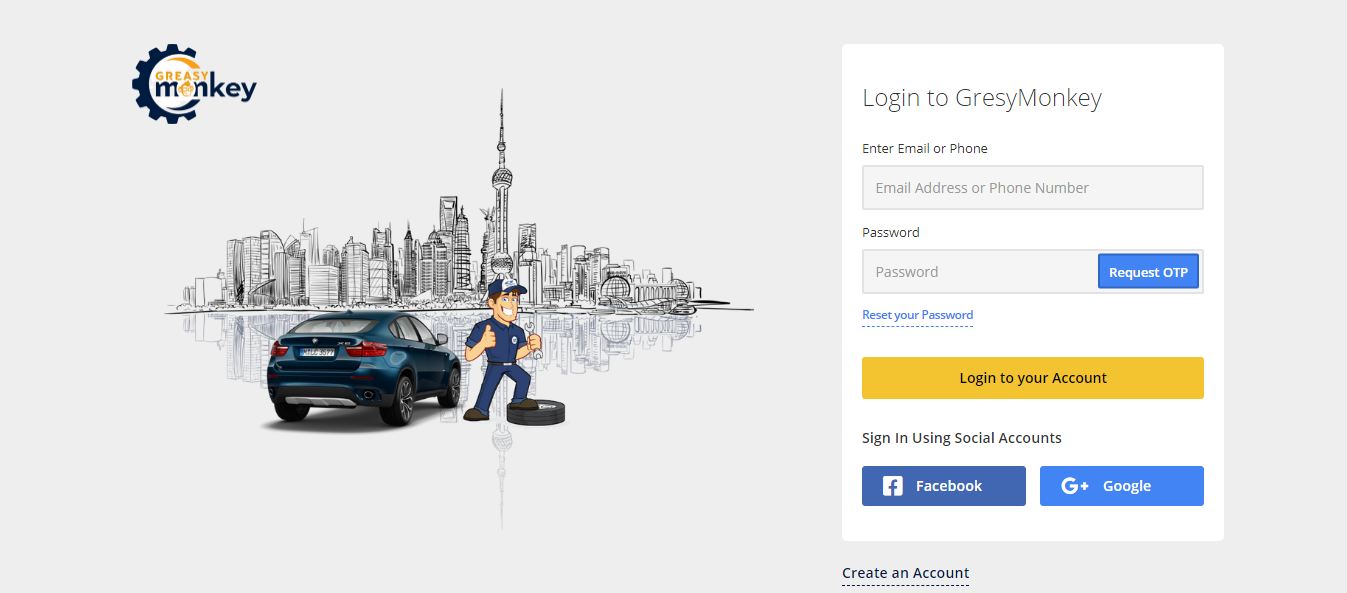 GREASY
monkey
Login to GresyMonkey
Enter Email or Phone
Email Address or Phone Number
Password
Password
Request OTP
Reset your Password
Login to your Account
Sign In Using Social Accounts
Facebook
G+ Google
Create an Account